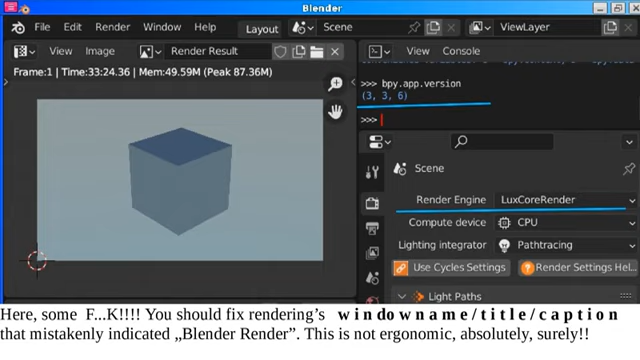 Blender
File Edit Render Window Help Layout Scene ViewLayer
View Image Render Result View Console
Frame:1 | Time:33:24.36 | Mem:49.59M (Peak 87.36M)
>>> bpy.app.version
(3, 3, 6)
>>>
Scene
Render Engine LuxCoreRender
Compute device CPU
Lighting integrator Pathtracing
Use Cycles Settings Render Settings Hel...
Light Paths
Here, some F...K!!!! You should fix rendering’s windowname/title/caption
that mistakenly indicated „Blender Render”. This is not ergonomic, absolutely, surely!!